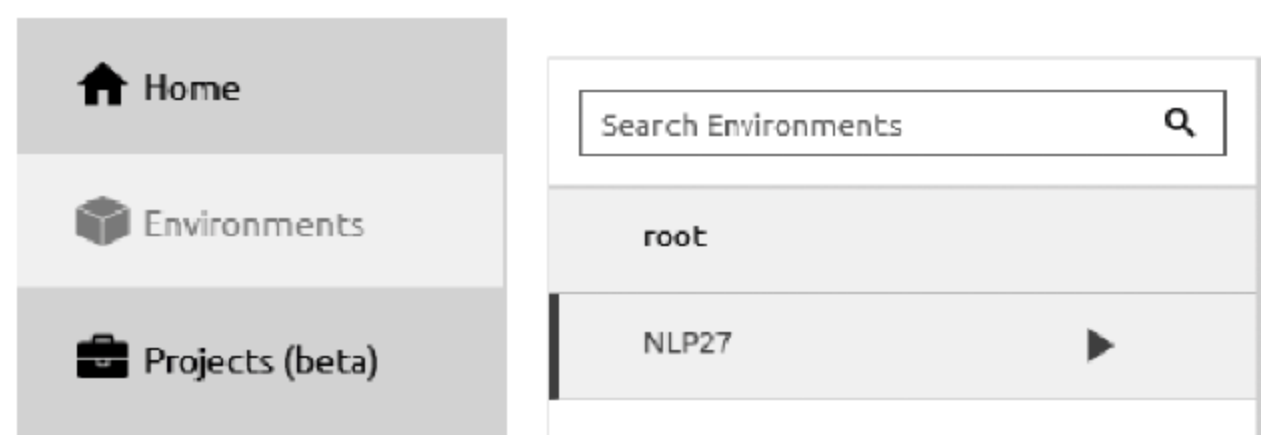 Home
Environments
Projects (beta)
Search Environments
root
NLP27